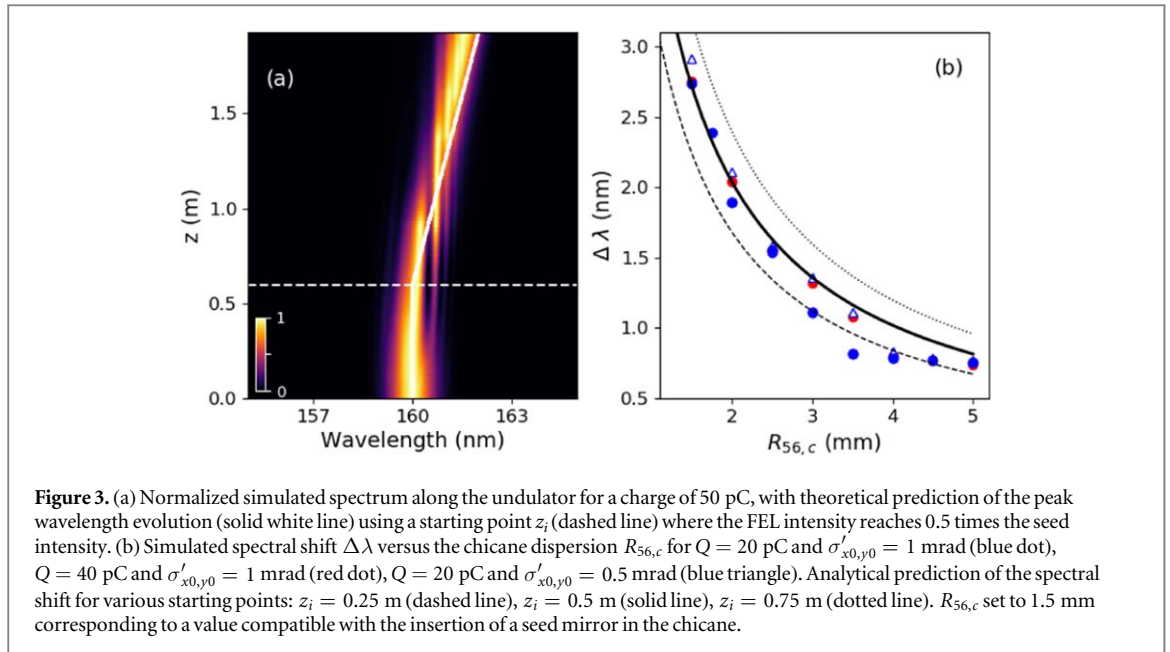 (a)
z (m)
1.5
1.0
0.5
0.0
1
0
157 160 163
Wavelength (nm)
(b)
Δ λ (nm)
3.0
2.5
2.0
1.5
1.0
0.5
2 3 4 5
R56,c (mm)
Figure 3. (a) Normalized simulated spectrum along the undulator for a charge of 50 pC, with theoretical prediction of the peak
wavelength evolution (solid white line) using a starting point zi (dashed line) where the FEL intensity reaches 0.5 times the seed
intensity. (b) Simulated spectral shift Δλ versus the chicane dispersion R56,c for Q = 20 pC and σ′x0,y0 = 1 mrad (blue dot),
Q = 40 pC and σ′x0,y0 = 1 mrad (red dot), Q = 20 pC and σ′x0,y0 = 0.5 mrad (blue triangle). Analytical prediction of the spectral
shift for various starting points: zi = 0.25 m (dashed line), zi = 0.5 m (solid line), zi = 0.75 m (dotted line). R56,c set to 1.5 mm
corresponding to a value compatible with the insertion of a seed mirror in the chicane.